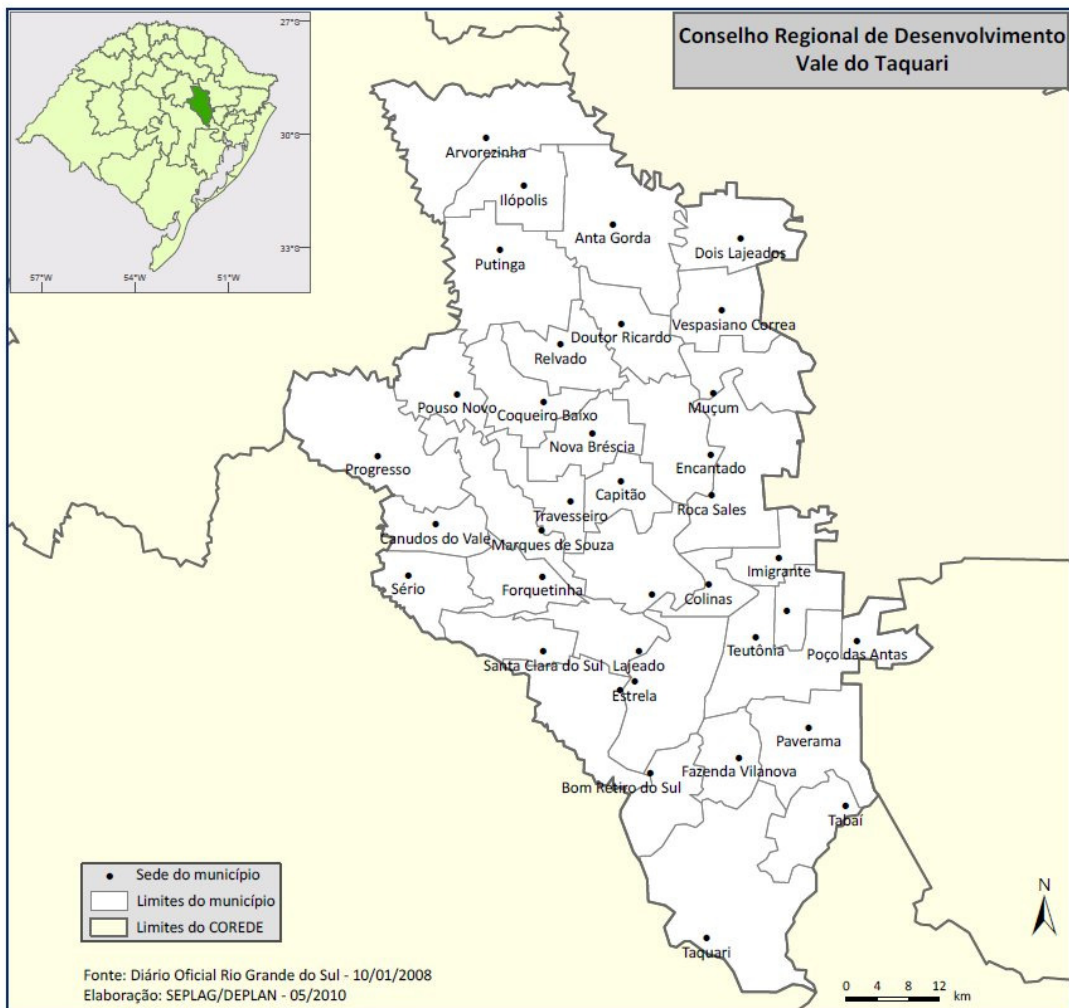 Conselho Regional de Desenvolvimento
Vale do Taquari
27°S
30°S
33°S
57°W
54°W
51°W
Arvorezinha
Ilópolis
Anta Gorda
Dois Lajeados
Putinga
Vespasiano Correa
Doutor Ricardo
Relvado
Muçum
Pouso Novo
Coqueiro Baixo
Nova Bréscia
Encantado
Progresso
Capitão
Roca Sales
Travesseiro
Canudos do Vale
Marques de Souza
Imigrante
Sério
Forquetinha
Colinas
Teutônia
Poço das Antas
Santa Clara do Sul
Lajeado
Estrela
Paverama
Fazenda Vilanova
Bom Retiro do Sul
Tabaí
Taquari
Sede do município
Limites do município
Limites do COREDE
N
Fonte: Diário Oficial Rio Grande do Sul - 10/01/2008
Elaboração: SEPLAG/DEPLAN - 05/2010
0 4 8 12
km